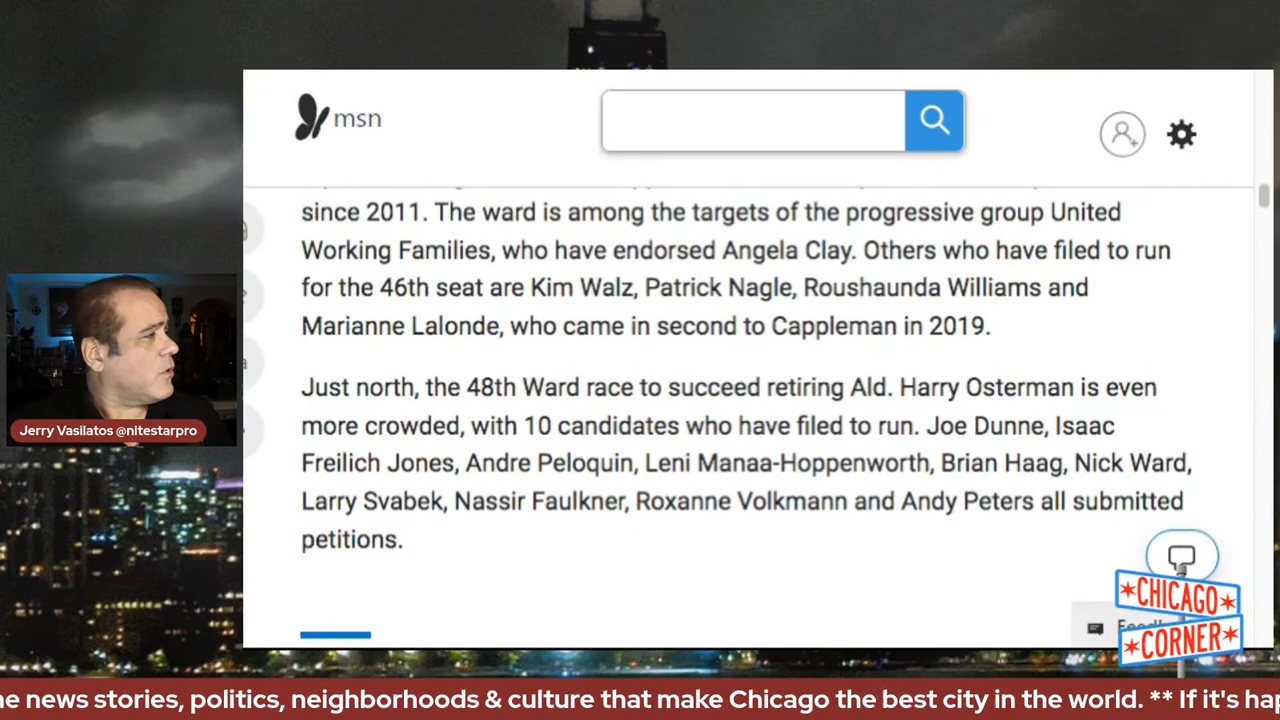 msn
since 2011. The ward is among the targets of the progressive group United
Working Families, who have endorsed Angela Clay. Others who have filed to run
for the 46th seat are Kim Walz, Patrick Nagle, Roushaunda Williams and
Marianne Lalonde, who came in second to Cappleman in 2019.
Just north, the 48th Ward race to succeed retiring Ald. Harry Osterman is even
more crowded, with 10 candidates who have filed to run. Joe Dunne, Isaac
Freilich Jones, Andre Peloquin, Leni Manaa-Hoppenworth, Brian Haag, Nick Ward,
Larry Svabek, Nassir Faulkner, Roxanne Volkmann and Andy Peters all submitted
petitions.
Jerry Vasilatos @nitestarpro
*CHICAGO*
*CORNER*
news stories, politics, neighborhoods & culture that make Chicago the best city in the world. ** If it's